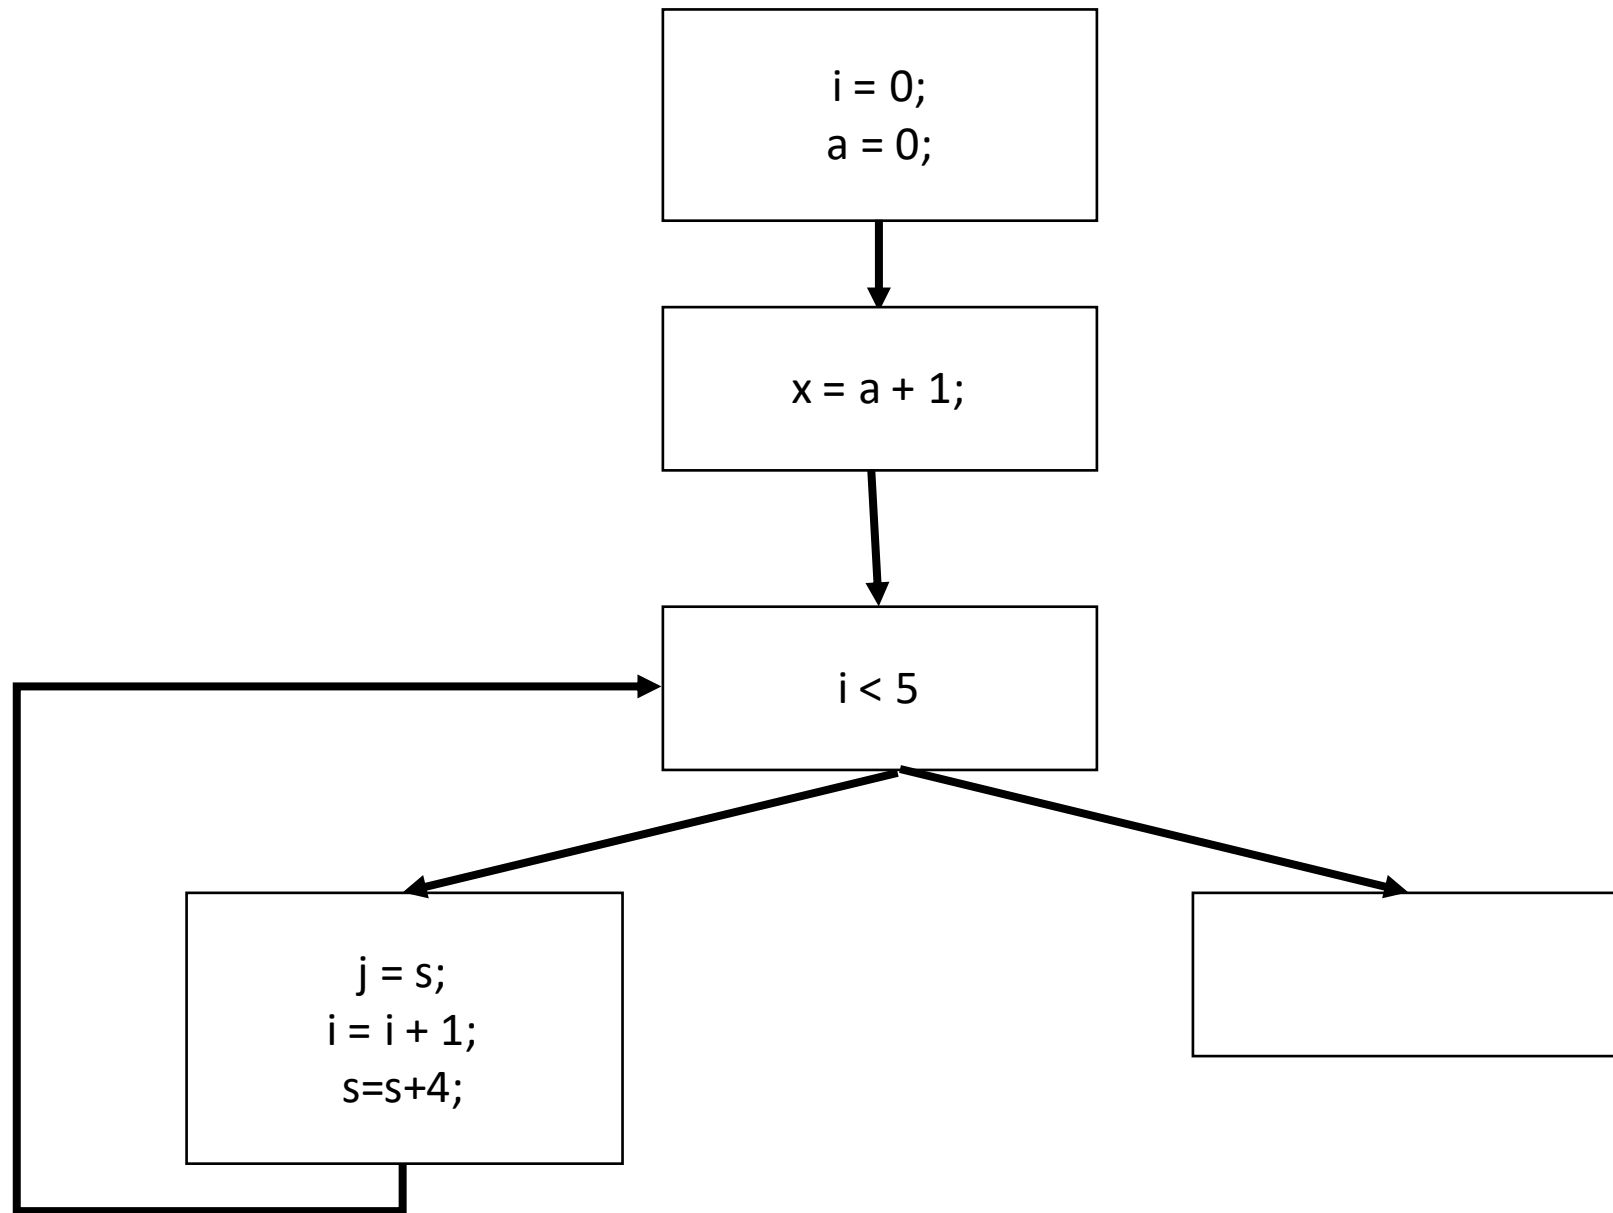 i = 0;
a = 0;
x = a + 1;
i < 5
j = s;
i = i + 1;
s=s+4;